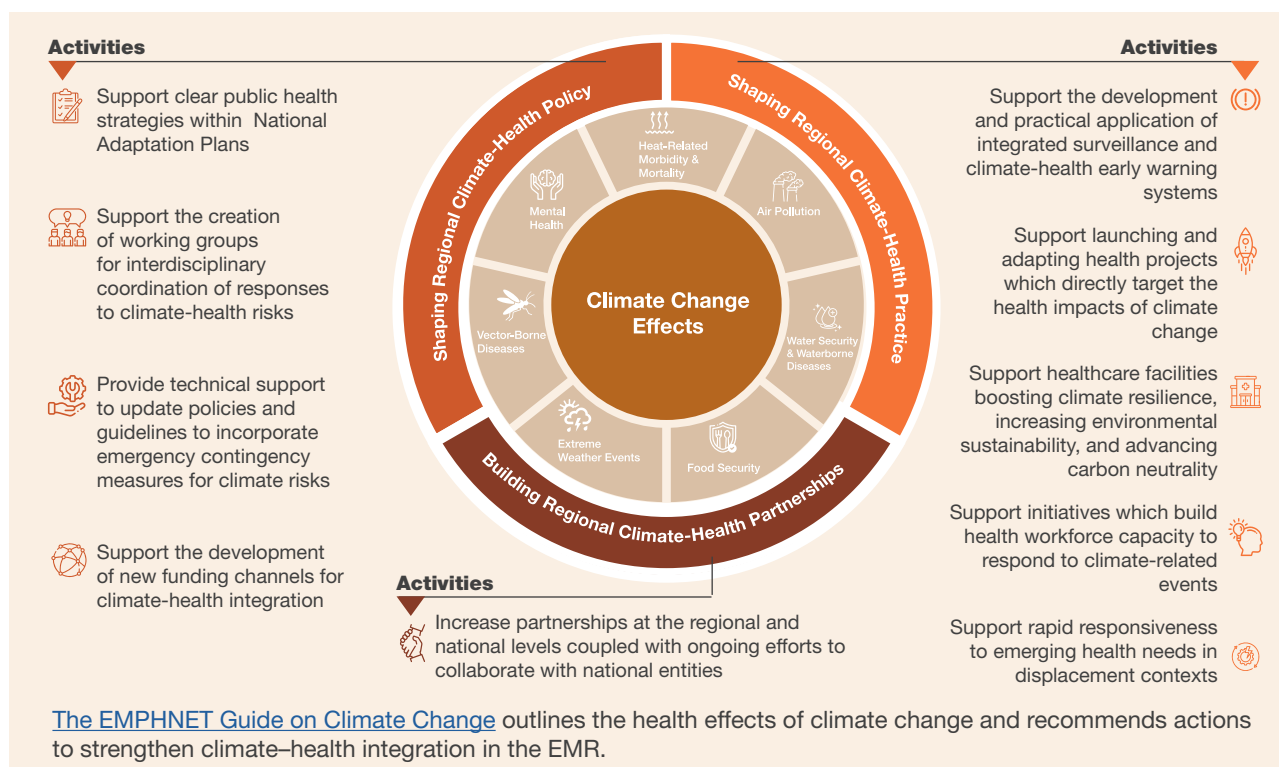 Activities
Support clear public health
strategies within National
Adaptation Plans
Support the creation
of working groups
for interdisciplinary
coordination of responses
to climate-health risks
Provide technical support
to update policies and
guidelines to incorporate
emergency contingency
measures for climate risks
Support the development
of new funding channels for
climate-health integration
Shaping Regional Climate-Health Policy
Shaping Regional Climate-Health Practice
Building Regional Climate-Health Partnerships
Heat-Related
Morbidity &
Mortality
Air Pollution
Water Security
& Waterborne
Diseases
Food Security
Extreme
Weather Events
Vector-Borne
Diseases
Mental
Health
Climate Change
Effects
Activities
Support the development
and practical application of
integrated surveillance and
climate-health early warning
systems
Support launching and
adapting health projects
which directly target the
health impacts of climate
change
Support healthcare facilities
boosting climate resilience,
increasing environmental
sustainability, and advancing
carbon neutrality
Support initiatives which build
health workforce capacity to
respond to climate-related
events
Support rapid responsiveness
to emerging health needs in
displacement contexts
Activities
Increase partnerships at the regional and
national levels coupled with ongoing efforts to
collaborate with national entities
The EMPHNET Guide on Climate Change outlines the health effects of climate change and recommends actions
to strengthen climate–health integration in the EMR.